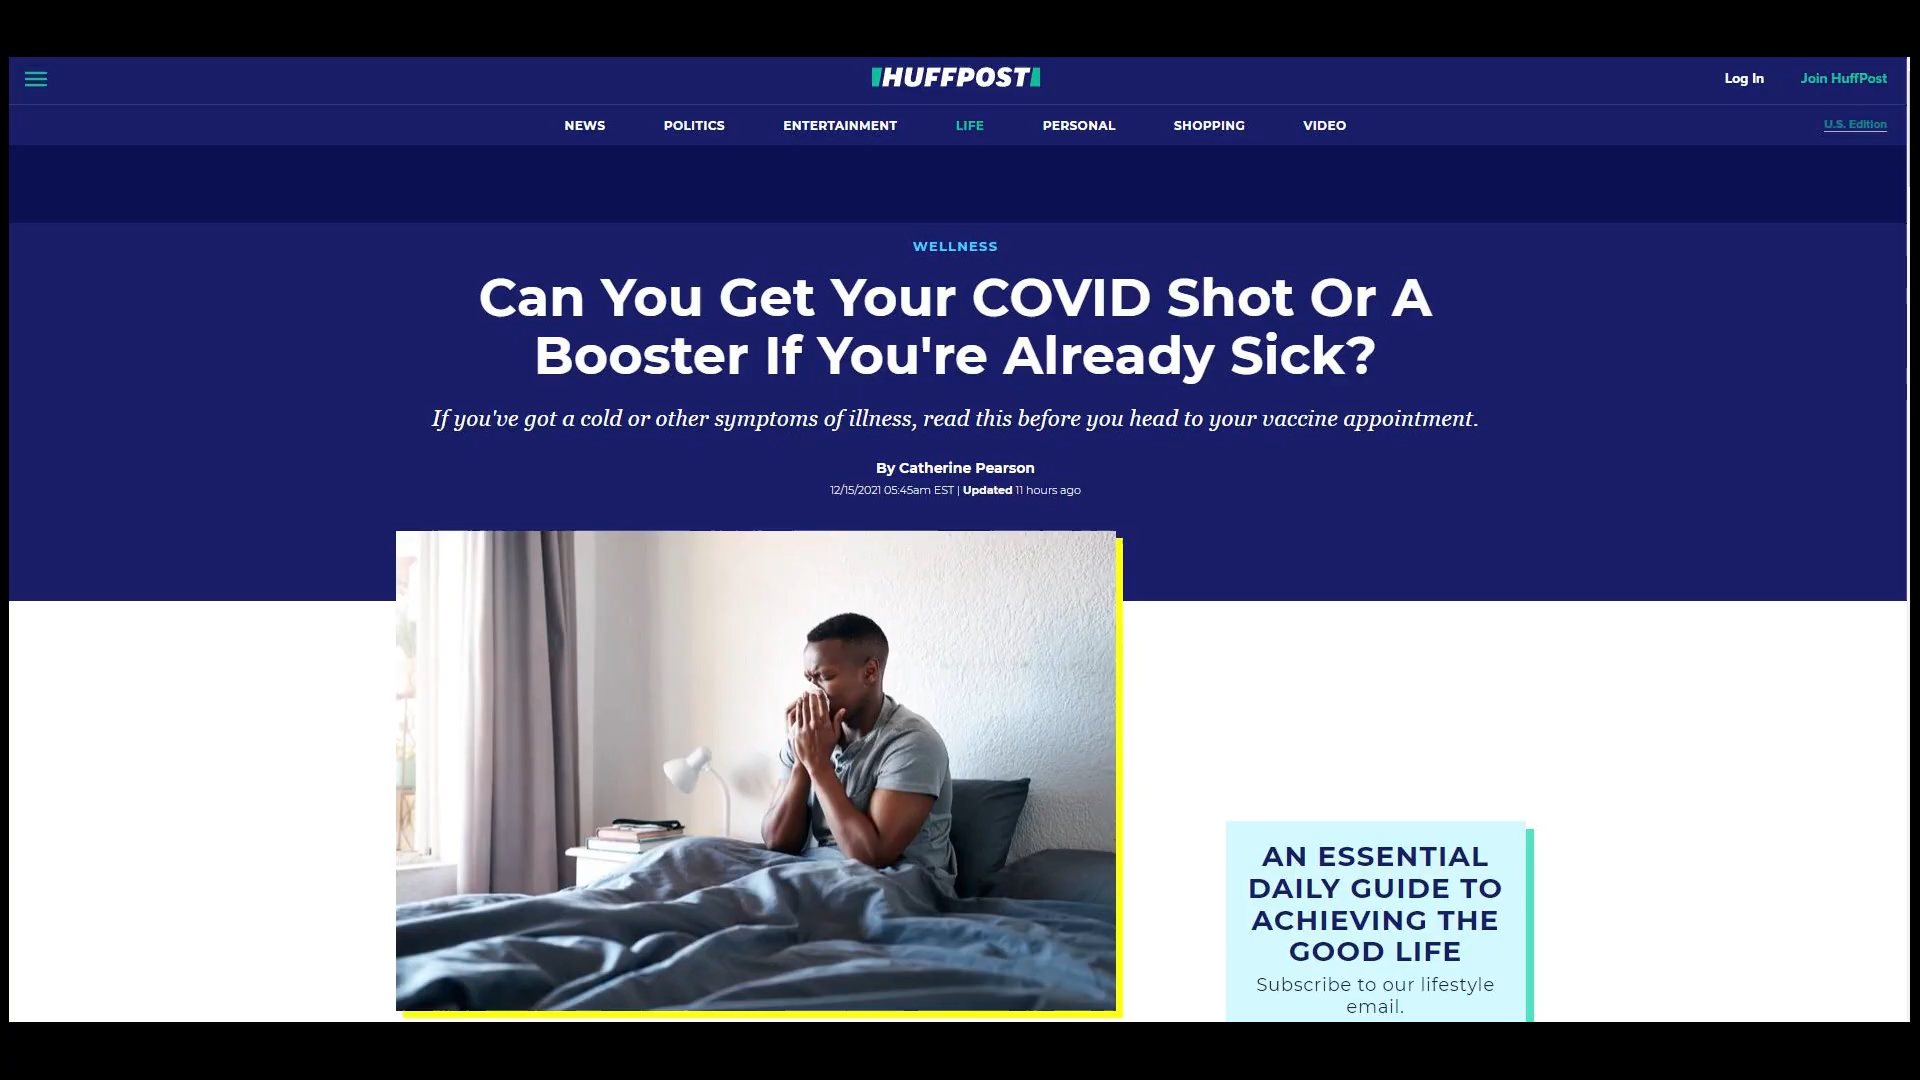 HUFFPOST
Log In
Join HuffPost
NEWS
POLITICS
ENTERTAINMENT
LIFE
PERSONAL
SHOPPING
VIDEO
U.S. Edition
WELLNESS
Can You Get Your COVID Shot Or A
Booster If You're Already Sick?
If you've got a cold or other symptoms of illness, read this before you head to your vaccine appointment.
By Catherine Pearson
12/15/2021 05:45am EST | Updated 11 hours ago
AN ESSENTIAL
DAILY GUIDE TO
ACHIEVING THE
GOOD LIFE
Subscribe to our lifestyle
email.